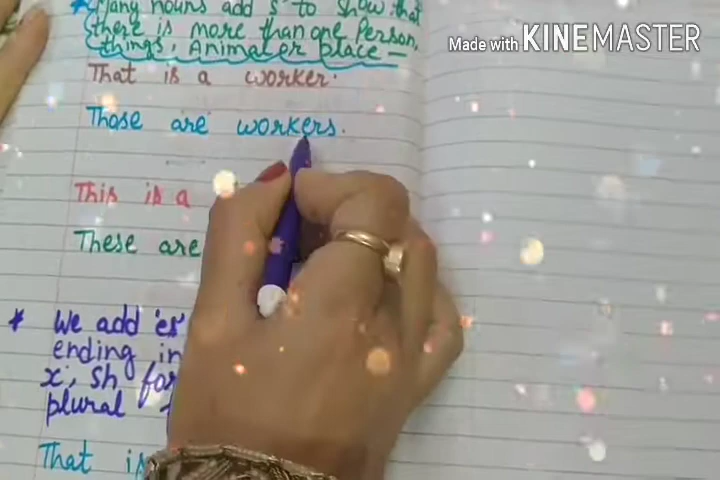 * Many nouns add 's' to show that
there is more than one Person,
things, Animal or place –
Made with KINEMASTER
That is a worker.
Those are workers.
This is a
These are
* We add 'es'
ending in
x, sh for
plural
That is